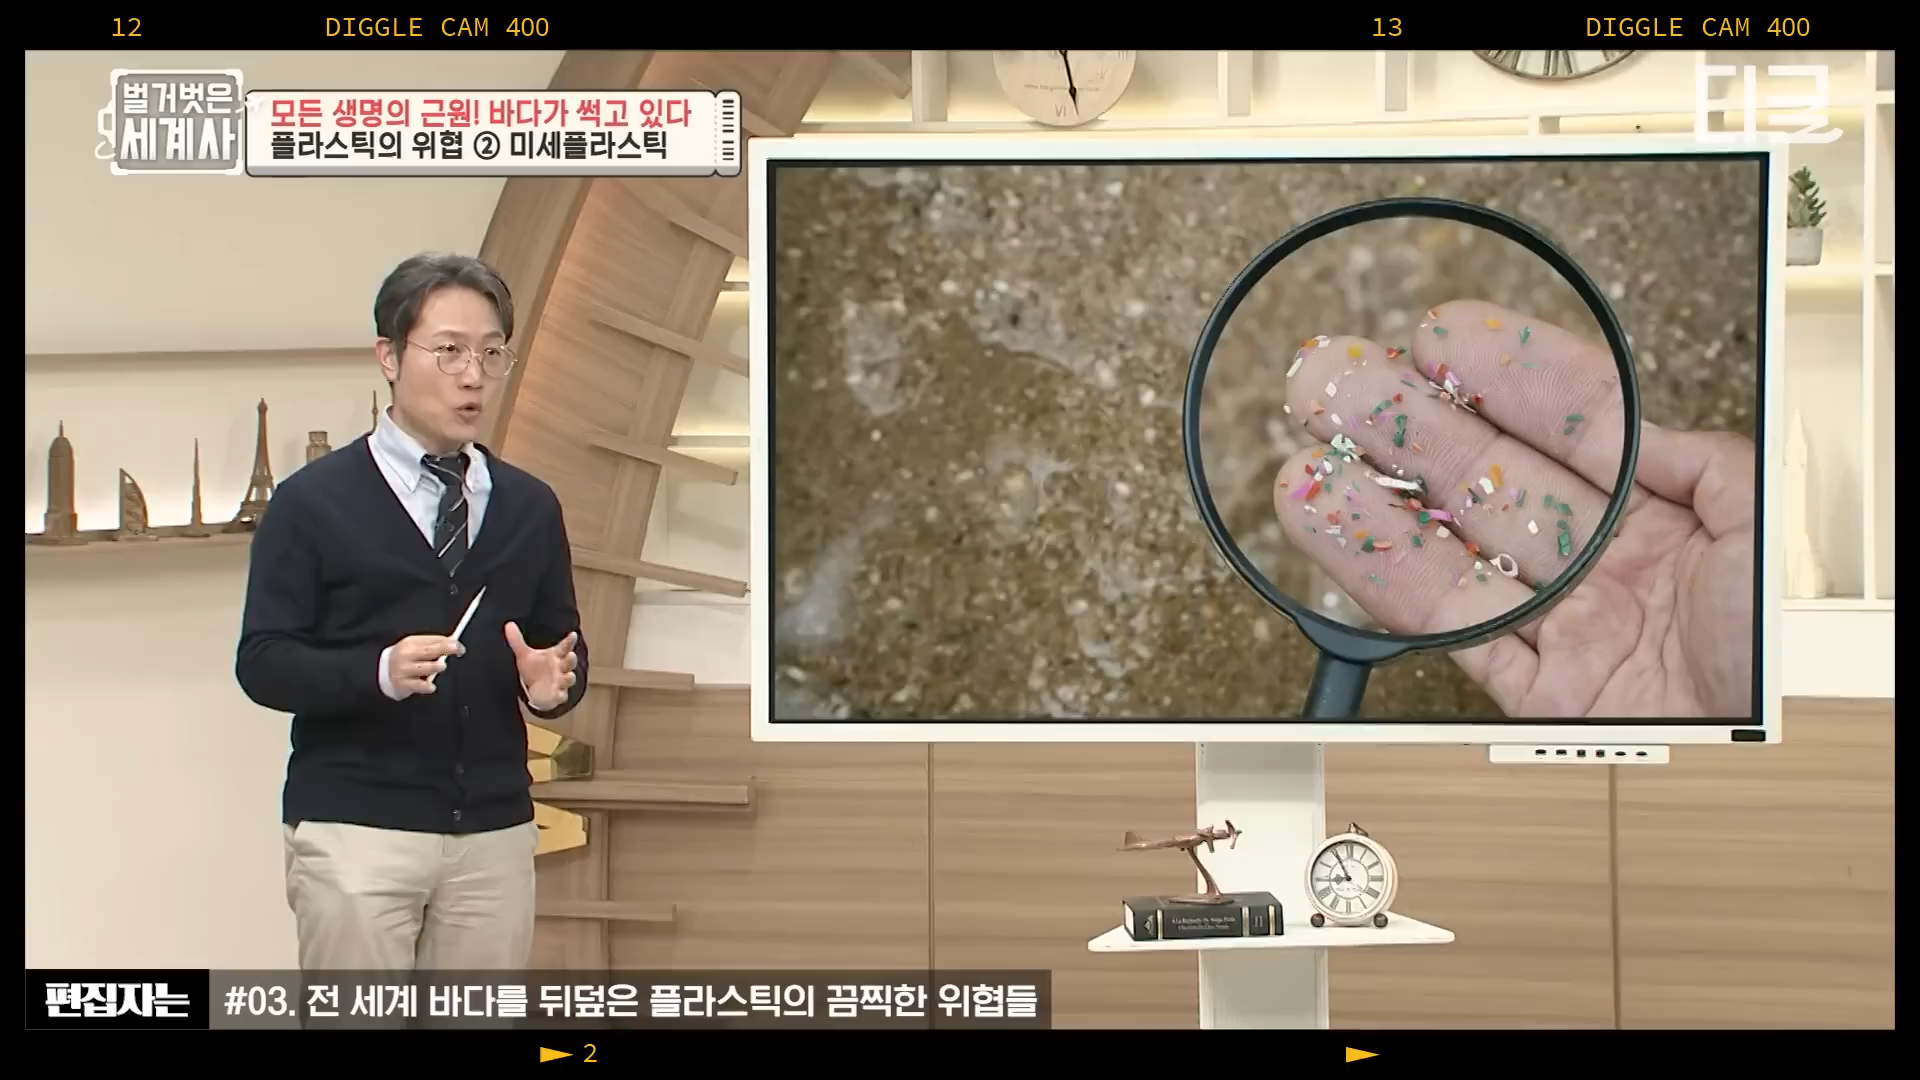 12
DIGGLE CAM 400
13
DIGGLE CAM 400
벌거벗은
세계사
모든 생명의 근원! 바다가 썩고 있다
플라스틱의 위협 ② 미세플라스틱
디글
VI
II
편집자는
#03. 전 세계 바다를 뒤덮은 플라스틱의 끔찍한 위협들
2